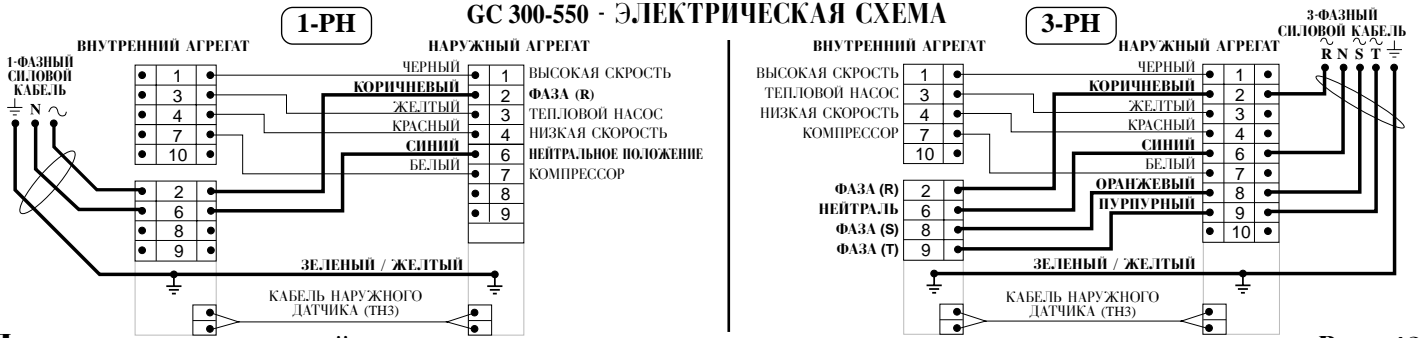 GC 300-550 - ЭЛЕКТРИЧЕСКАЯ СХЕМА
1-PH
ВНУТРЕННИЙ АГРЕГАТ
НАРУЖНЫЙ АГРЕГАТ
1-ФАЗНЫЙ
СИЛОВОЙ
КАБЕЛЬ
N
1
3
4
7
10
2
6
8
9
ЧЕРНЫЙ
КОРИЧНЕВЫЙ
ЖЕЛТЫЙ
КРАСНЫЙ
СИНИЙ
БЕЛЫЙ
1 ВЫСОКАЯ СКРОСТЬ
2 ФАЗА (R)
3 ТЕПЛОВОЙ НАСОС
4 НИЗКАЯ СКОРОСТЬ
6 НЕЙТРАЛЬНОЕ ПОЛОЖЕНИЕ
7 КОМПРЕССОР
8
9
ЗЕЛЕНЫЙ / ЖЕЛТЫЙ
КАБЕЛЬ НАРУЖНОГО
ДАТЧИКА (ТН3)
3-PH
3-ФАЗНЫЙ
СИЛОВОЙ КАБЕЛЬ
R N S T
ВНУТРЕННИЙ АГРЕГАТ
НАРУЖНЫЙ АГРЕГАТ
ВЫСОКАЯ СКРОСТЬ 1
ТЕПЛОВОЙ НАСОС 3
НИЗКАЯ СКОРОСТЬ 4
КОМПРЕССОР 7
10
ФАЗА (R) 2
НЕЙТРАЛЬ 6
ФАЗА (S) 8
ФАЗА (T) 9
ЧЕРНЫЙ
КОРИЧНЕВЫЙ
ЖЕЛТЫЙ
КРАСНЫЙ
СИНИЙ
БЕЛЫЙ
ОРАНЖЕВЫЙ
ПУРПУРНЫЙ
1
2
3
4
6
7
8
9
10
ЗЕЛЕНЫЙ / ЖЕЛТЫЙ
КАБЕЛЬ НАРУЖНОГО
ДАТЧИКА (ТН3)